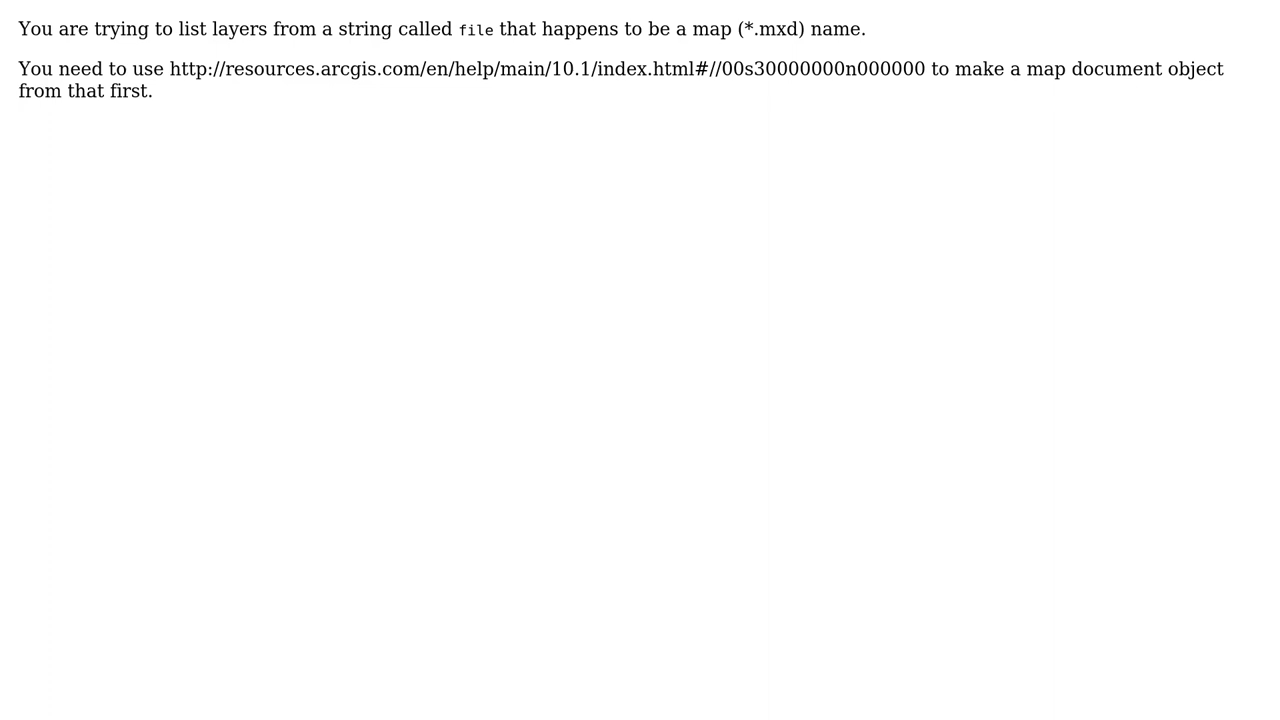 You are trying to list layers from a string called file that happens to be a map (*.mxd) name.
You need to use http://resources.arcgis.com/en/help/main/10.1/index.html#//00s30000000n000000 to make a map document object
from that first.